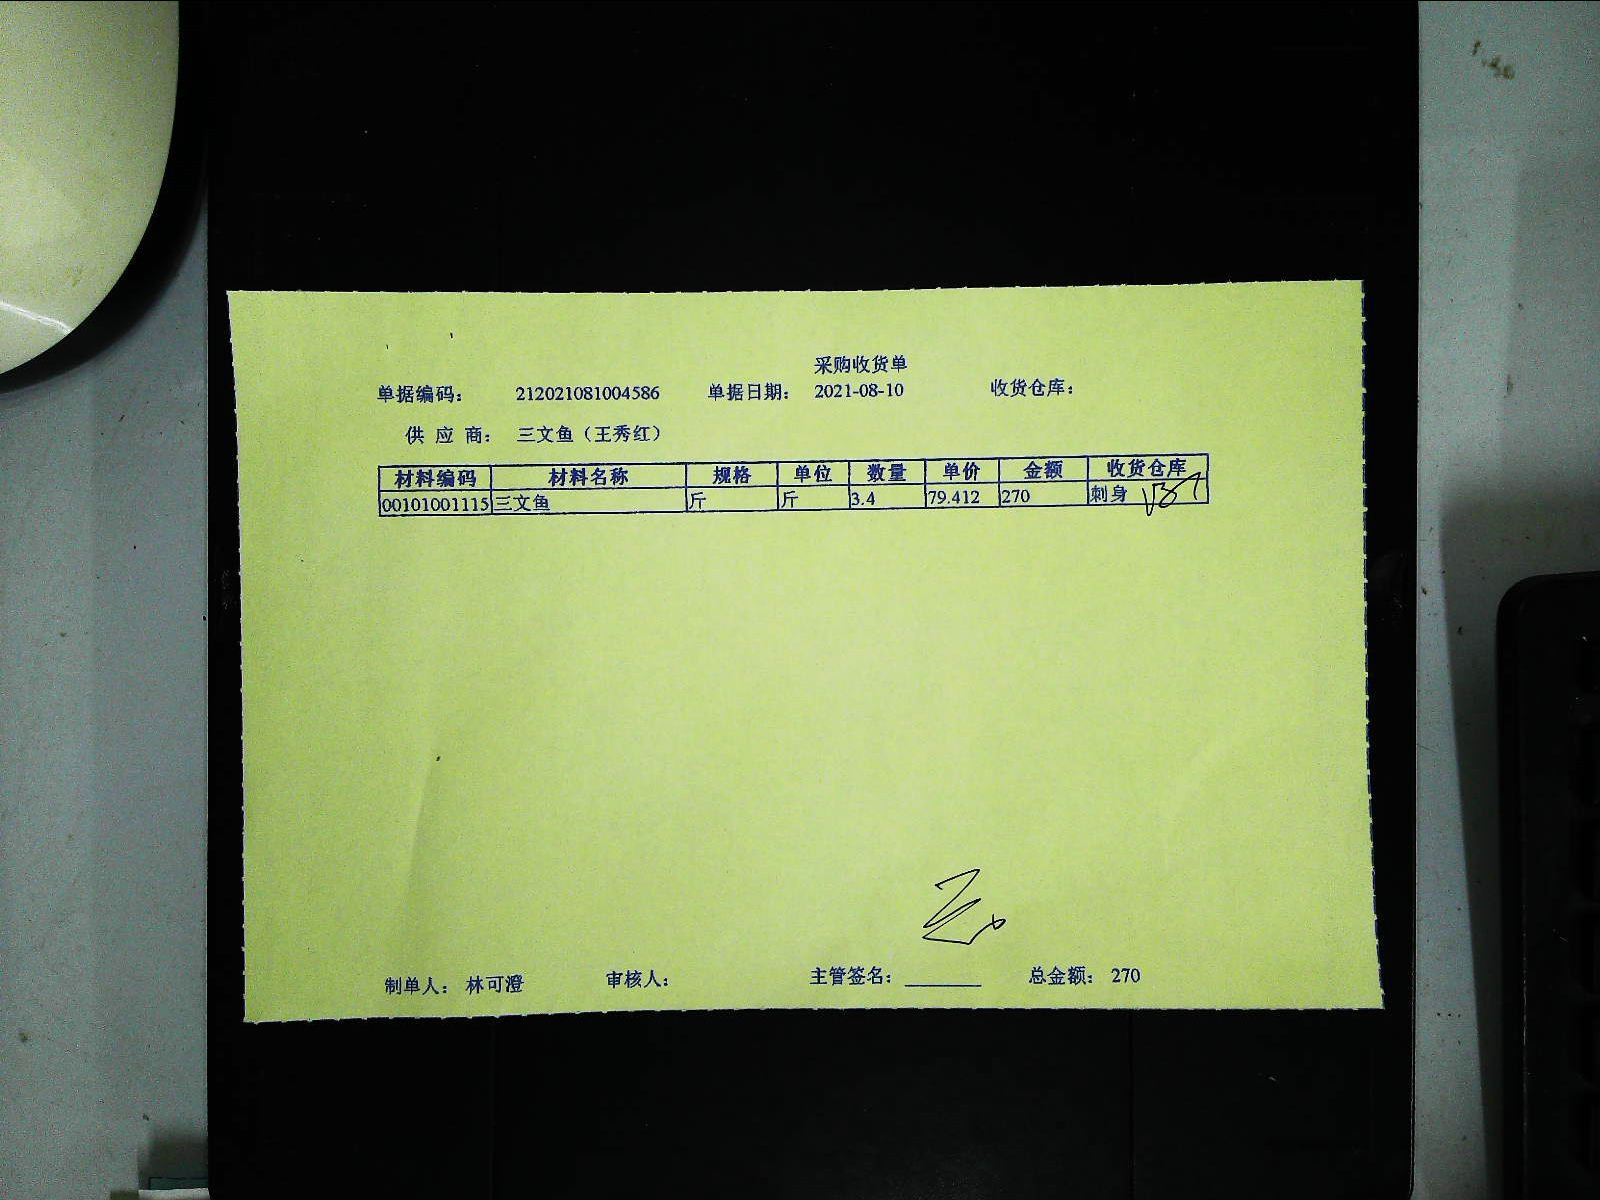 采购收货单
单据编码： 212021081004586 单据日期： 2021-08-10 收货仓库：
供 应 商： 三文鱼（王秀红）
材料编码 材料名称 规格 单位 数量 单价 金额 收货仓库
00101001115 三文鱼 斤 斤 3.4 79.412 270 刺身
制单人： 林可澄 审核人： 主管签名： 总金额： 270